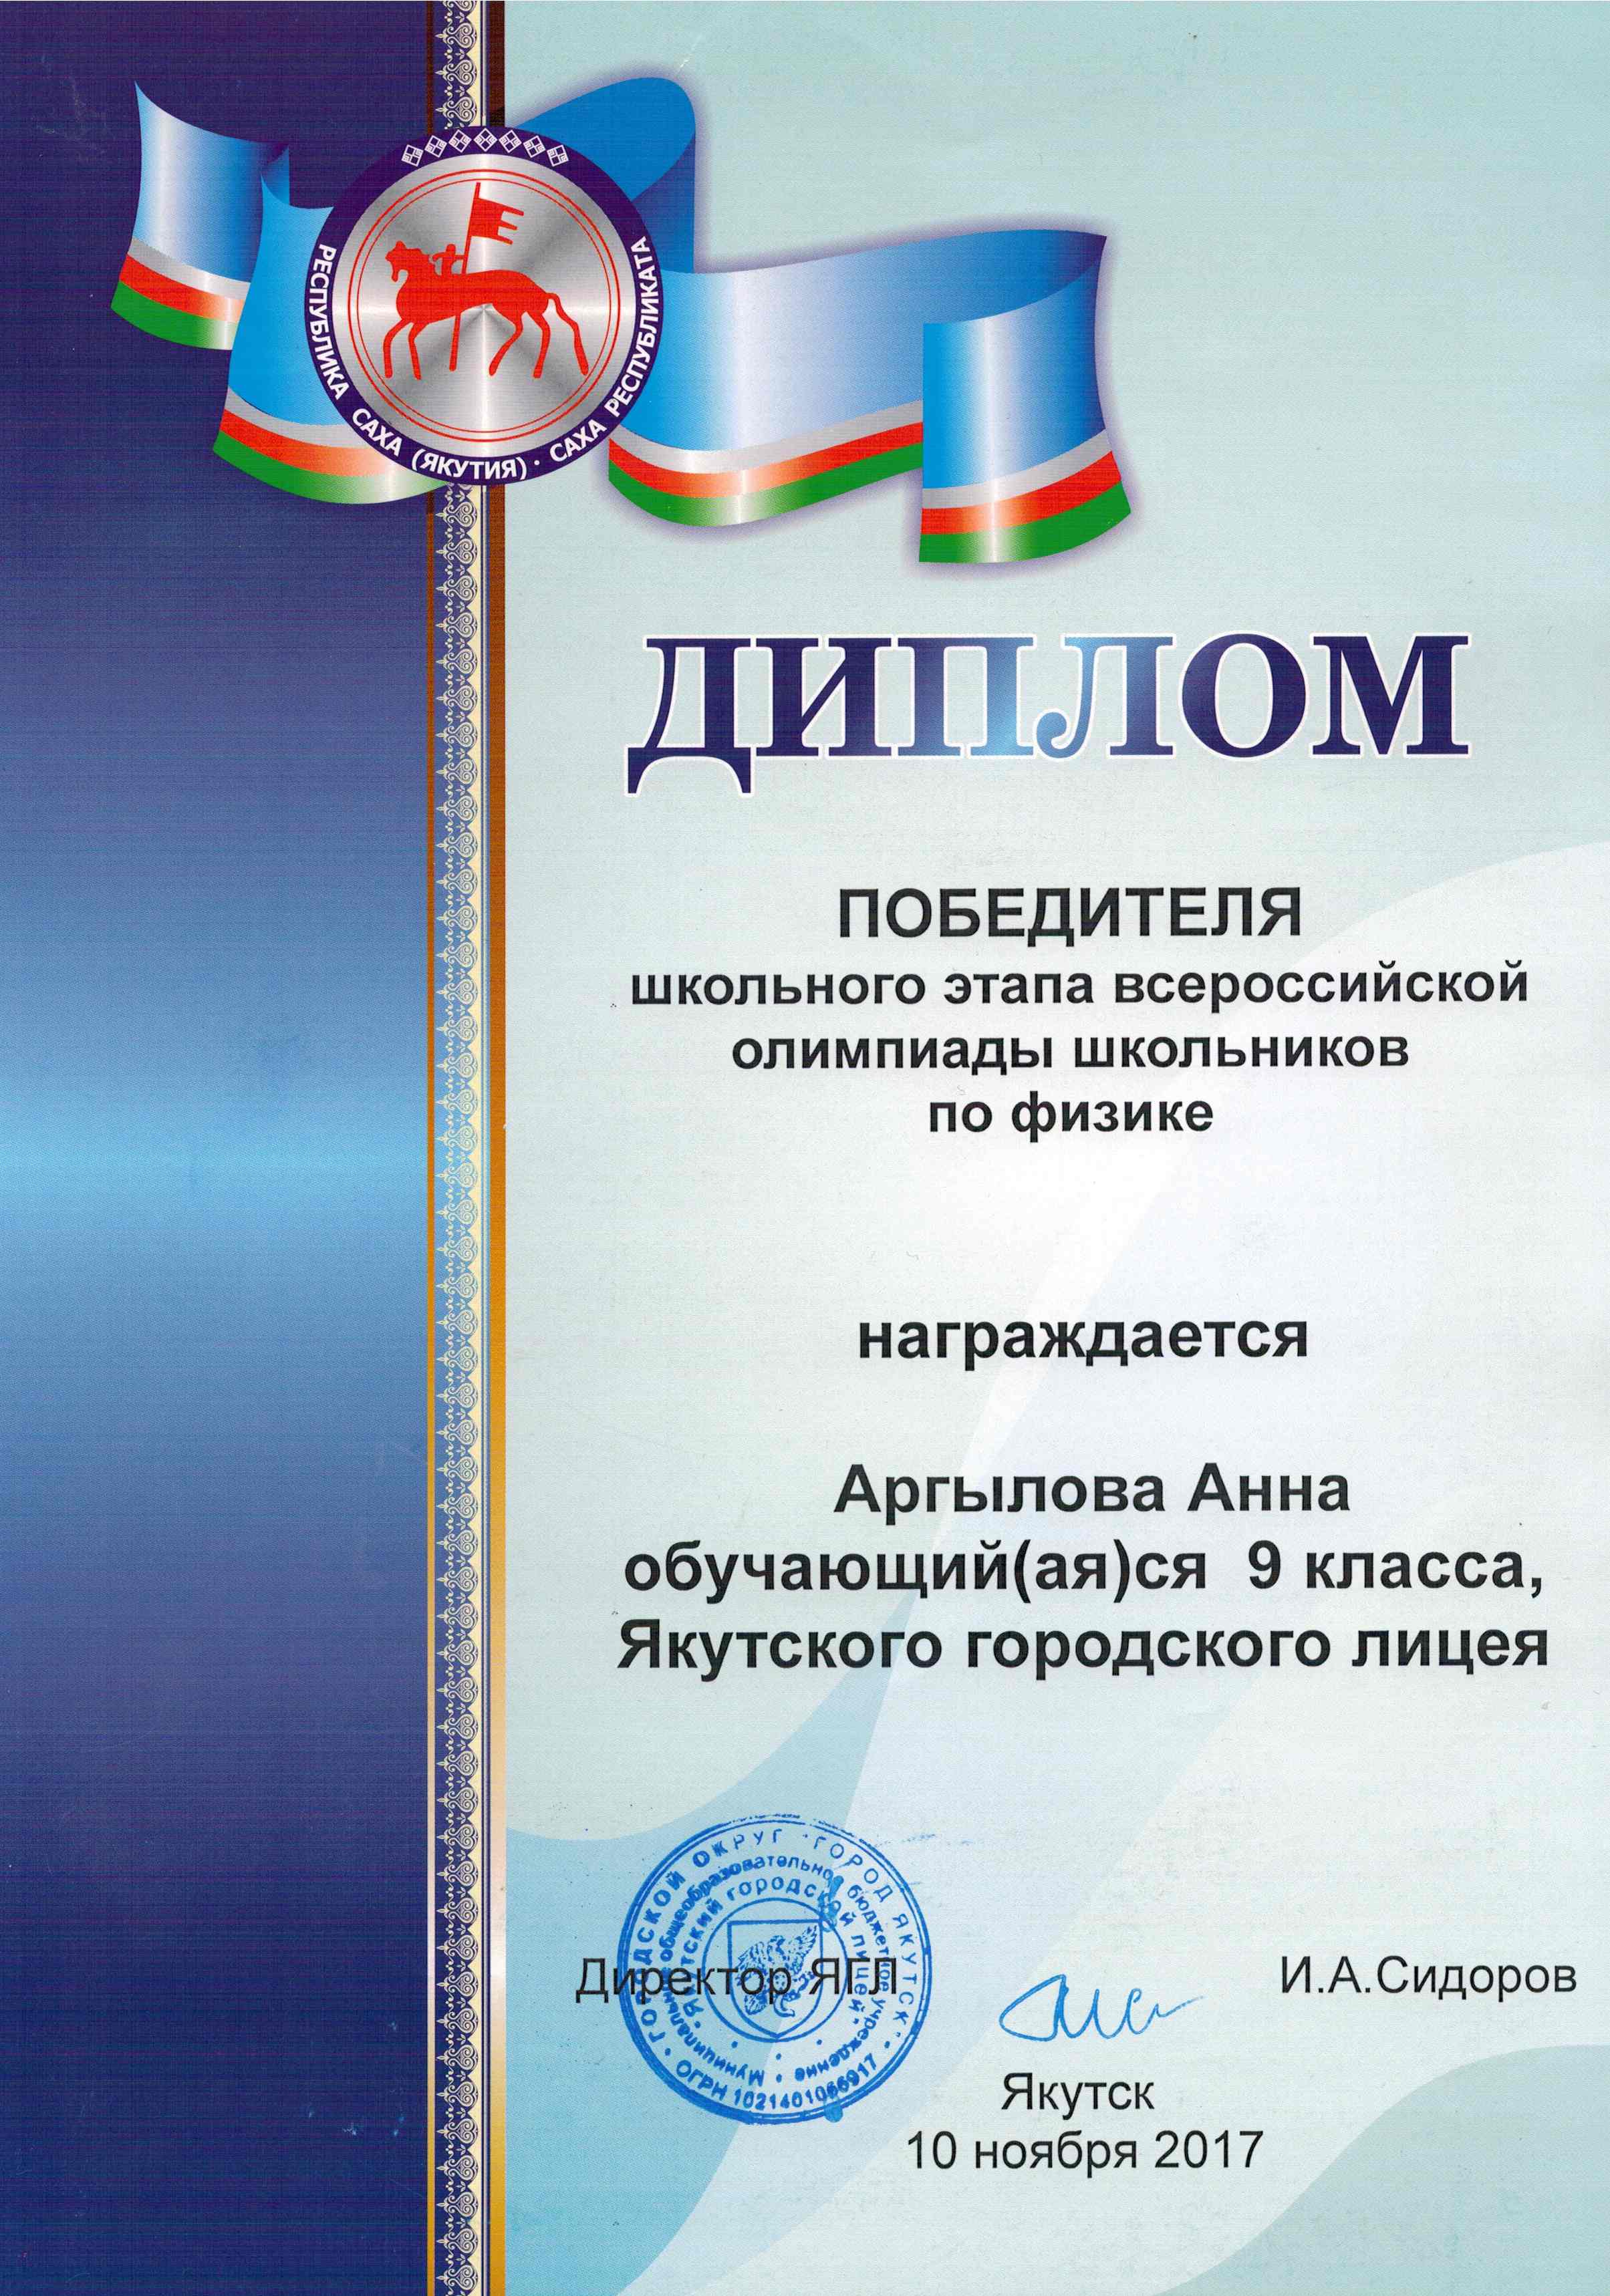 РЕСПУБЛИКА САХА (ЯКУТИЯ) · САХА РЕСПУБЛИКАТА
ДИПЛОМ
ПОБЕДИТЕЛЯ
школьного этапа всероссийской
олимпиады школьников
по физике
награждается
Аргылова Анна
обучающий(ая)ся 9 класса,
Якутского городского лицея
ГОРОДСКОЙ ОКРУГ "ГОРОД ЯКУТСК"
• ОГРН 1021401066917 •
Муниципальное общеобразовательное бюджетное учреждение
"Якутский городской лицей"
Директор ЯГЛ
И.А.Сидоров
Якутск
10 ноября 2017